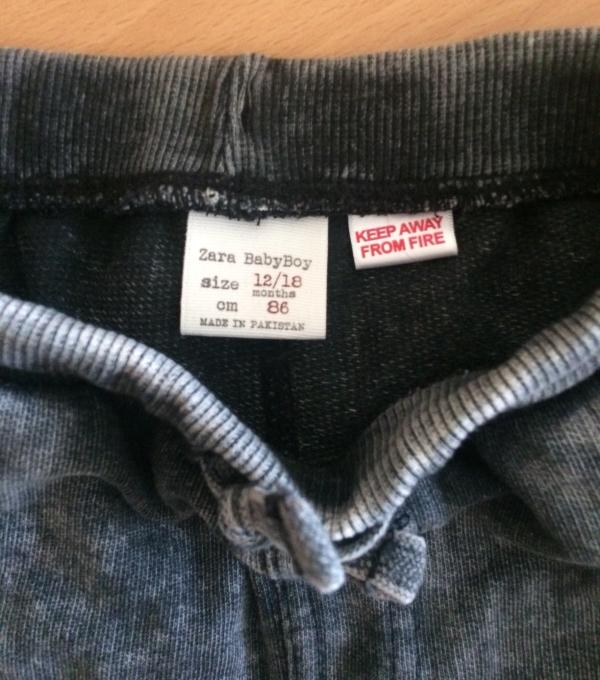 Zara BabyBoy
size 12/18
months
cm 86
MADE IN PAKISTAN
KEEP AWAY
FROM FIRE